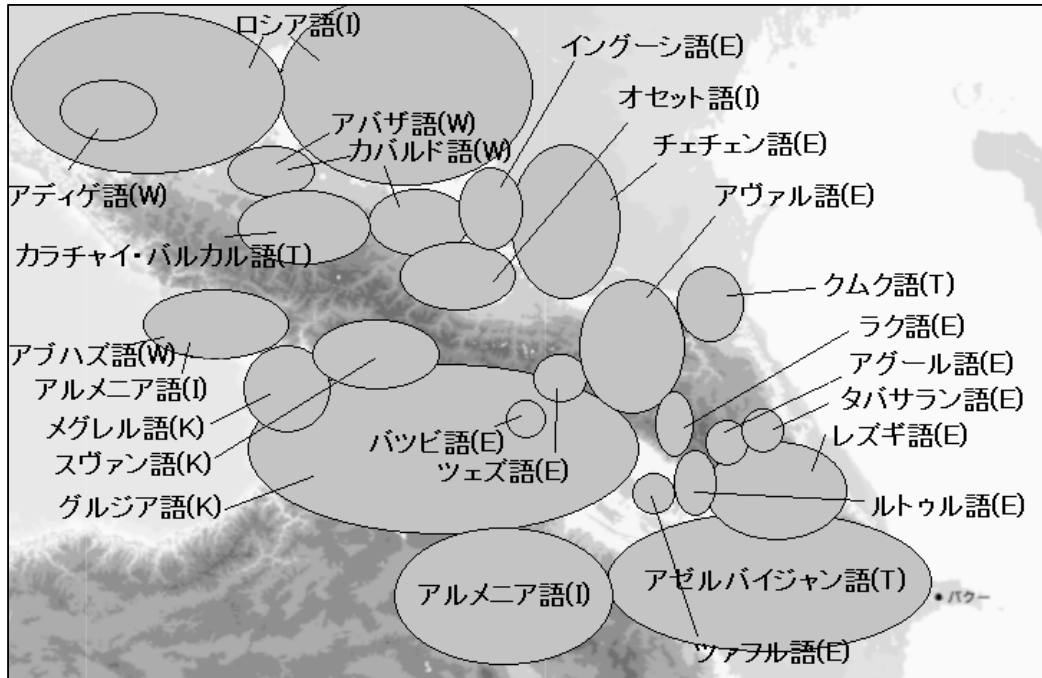 ロシア語(I)
イングーシ語(E)
オセット語(I)
アバザ語(W)
カバルド語(W)
チェチェン語(E)
アディゲ語(W)
アヴァル語(E)
カラチャイ・バルカル語(T)
クムク語(T)
ラク語(E)
アブハズ語(W)
アグール語(E)
アルメニア語(I)
タバサラン語(E)
メグレル語(K)
バツビ語(E)
レズギ語(E)
スヴァン語(K)
ツェズ語(E)
グルジア語(K)
ルトゥル語(E)
アルメニア語(I)
アゼルバイジャン語(T)
バクー
ツァフル語(E)